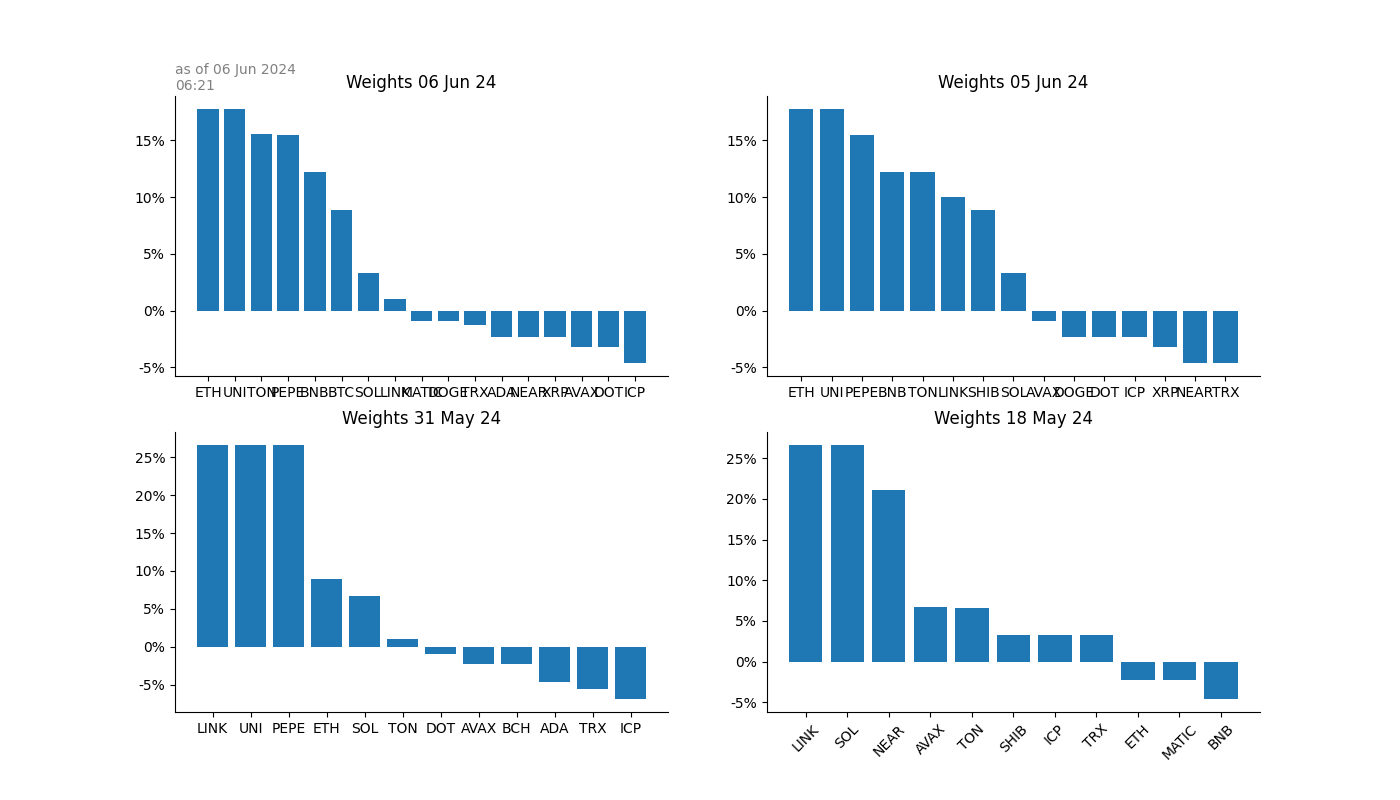 as of 06 Jun 2024
06:21
Weights 06 Jun 24
15%
10%
5%
0%
-5%
ETH UNI TON PEPE BNB BTC SOL LINK MATIC DOGE TRX ADA NEAR XRP AVAX DOT ICP
Weights 05 Jun 24
15%
10%
5%
0%
-5%
ETH UNI PEPE BNB TON LINK SHIB SOL AVAX DOGE DOT ICP XRP NEAR TRX
Weights 31 May 24
25%
20%
15%
10%
5%
0%
-5%
LINK UNI PEPE ETH SOL TON DOT AVAX BCH ADA TRX ICP
Weights 18 May 24
25%
20%
15%
10%
5%
0%
-5%
LINK SOL NEAR AVAX TON SHIB ICP TRX ETH MATIC BNB